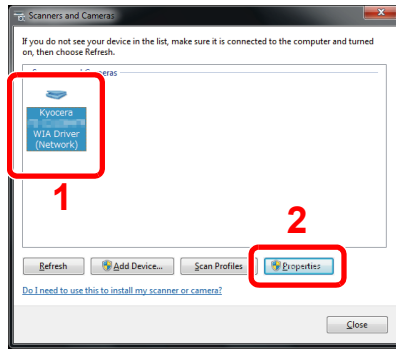 Scanners and Cameras
If you do not see your device in the list, make sure it is connected to the computer and turned
on, then choose Refresh.
Kyocera
WIA Driver
(Network)
1
2
Refresh
Add Device...
Scan Profiles
Properties
Do I need to use this to install my scanner or camera?
Close